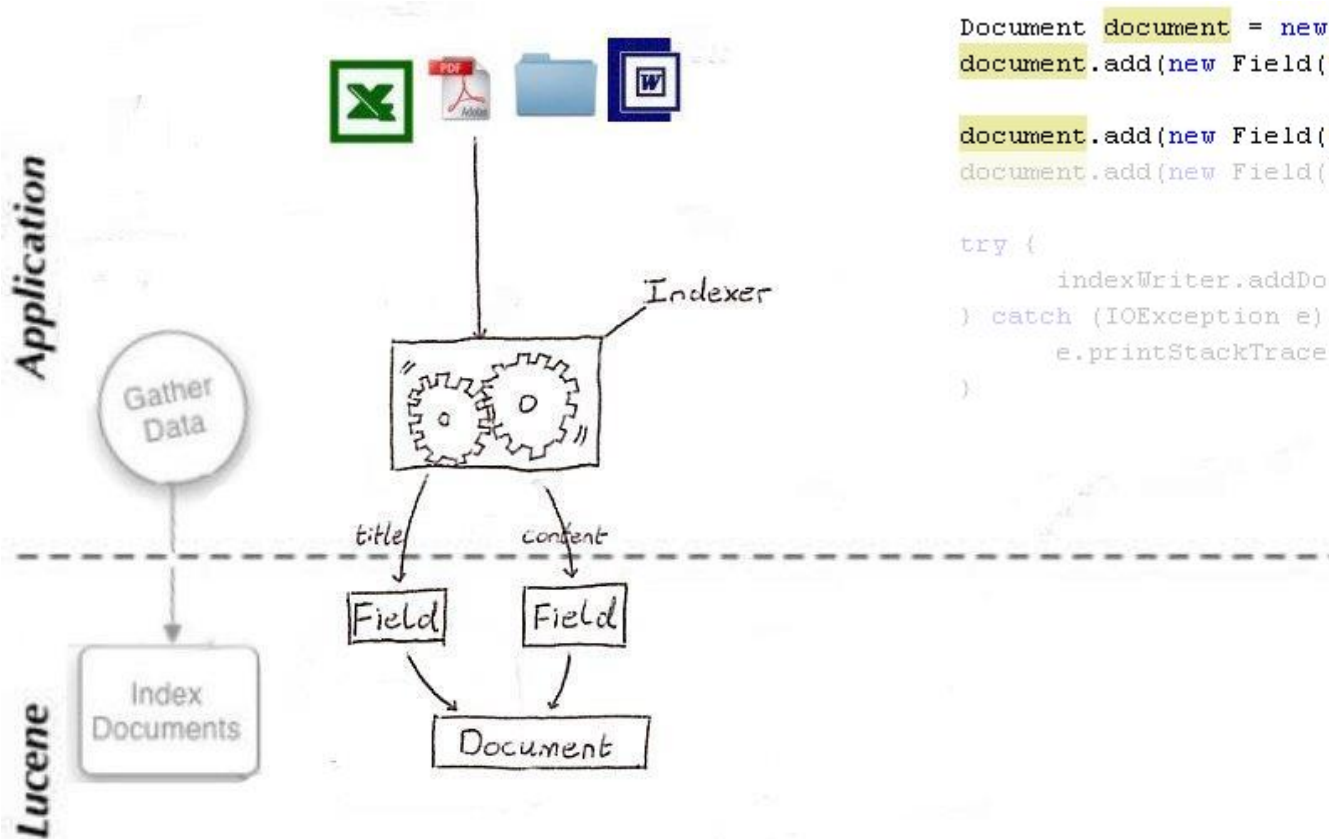 Application
Lucene
PDF
Adobe
W
Gather
Data
Index
Documents
Indexer
title
content
Field
Field
Document
Document document = new
document.add(new Field(
document.add(new Field(
document.add(new Field(
try {
indexWriter.addDo
} catch (IOException e)
e.printStackTrace
}